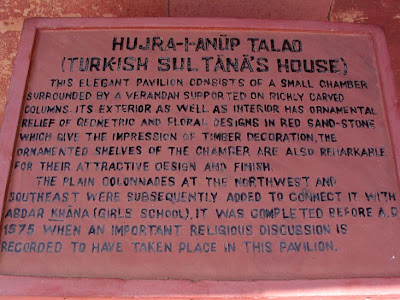 HUJRA-I-ANŪP TALAO
(TURKISH SULTĀNĀ'S HOUSE)
THIS ELEGANT PAVILION CONSISTS OF A SMALL CHAMBER
SURROUNDED BY A VERANDAH SUPPORTED ON RICHLY CARVED
COLUMNS. ITS EXTERIOR AS WELL AS INTERIOR HAS ORNAMENTAL
RELIEF OF GEOMETRIC AND FLORAL DESIGNS IN RED SAND-STONE
WHICH GIVE THE IMPRESSION OF TIMBER DECORATION. THE
ORNAMENTED SHELVES OF THE CHAMBER ARE ALSO REMARKABLE
FOR THEIR ATTRACTIVE DESIGN AND FINISH.
THE PLAIN COLONNADES AT THE NORTHWEST AND
SOUTHEAST WERE SUBSEQUENTLY ADDED TO CONNECT IT WITH
ABDAR KHĀNA (GIRLS SCHOOL). IT WAS COMPLETED BEFORE A.D.
1575 WHEN AN IMPORTANT RELIGIOUS DISCUSSION IS
RECORDED TO HAVE TAKEN PLACE IN THIS PAVILION.